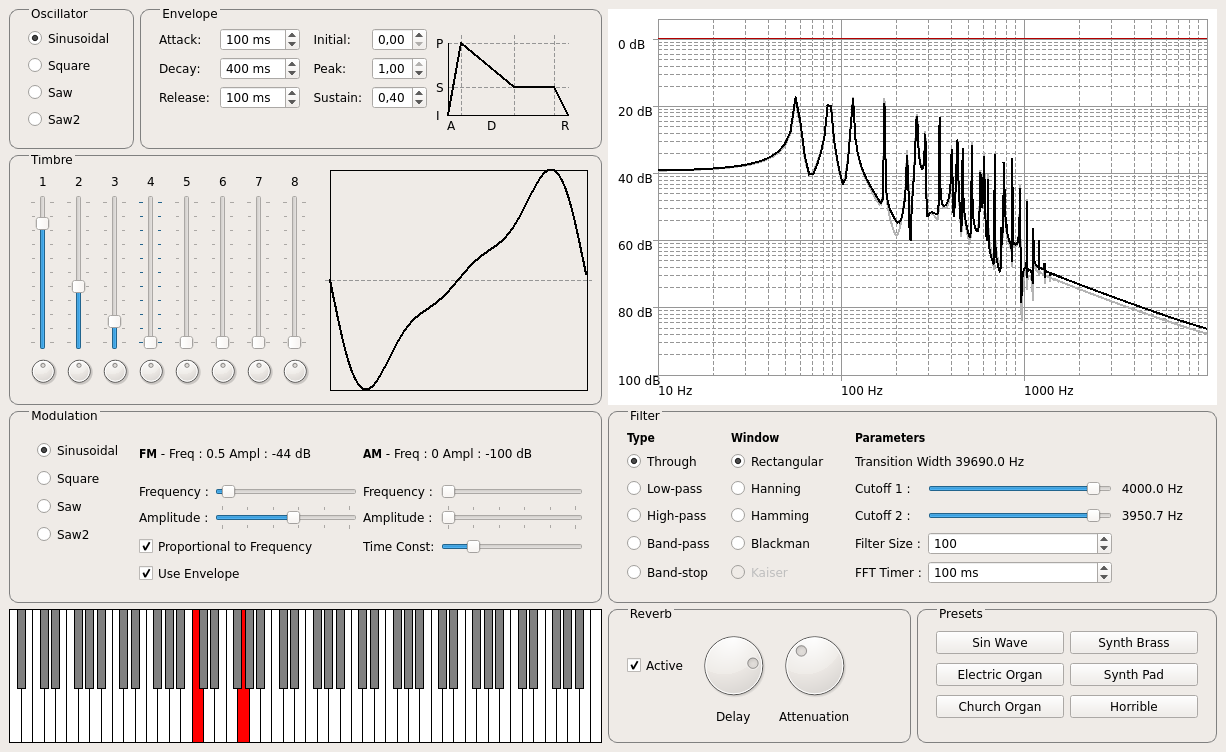 Oscillator
Sinusoidal
Square
Saw
Saw2
Envelope
Attack: 100 ms Initial: 0,00
Decay: 400 ms Peak: 1,00
Release: 100 ms Sustain: 0,40
P
S
I
A D R
Timbre
1 2 3 4 5 6 7 8
0 dB
20 dB
40 dB
60 dB
80 dB
100 dB
10 Hz 100 Hz 1000 Hz
Modulation
Sinusoidal
Square
Saw
Saw2
FM - Freq : 0.5 Ampl : -44 dB
Frequency :
Amplitude :
Proportional to Frequency
Use Envelope
AM - Freq : 0 Ampl : -100 dB
Frequency :
Amplitude :
Time Const:
Filter
Type
Through
Low-pass
High-pass
Band-pass
Band-stop
Window
Rectangular
Hanning
Hamming
Blackman
Kaiser
Parameters
Transition Width 39690.0 Hz
Cutoff 1 : 4000.0 Hz
Cutoff 2 : 3950.7 Hz
Filter Size : 100
FFT Timer : 100 ms
Reverb
Active
Delay Attenuation
Presets
Sin Wave Synth Brass
Electric Organ Synth Pad
Church Organ Horrible